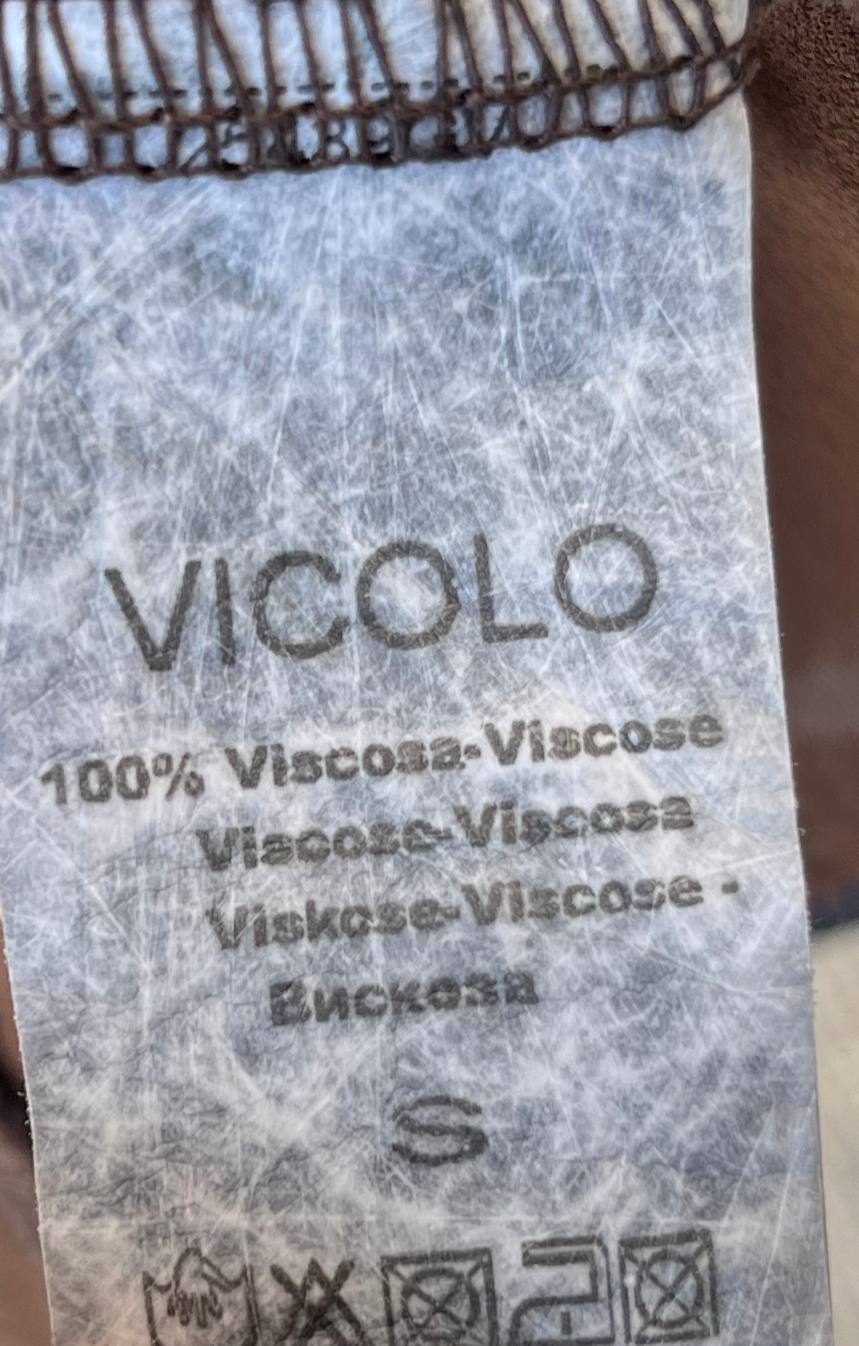 VICOLO
100% Viscosa-Viscose
Viscose-Viscosa
Viskose-Viscose -
Вискоза
S